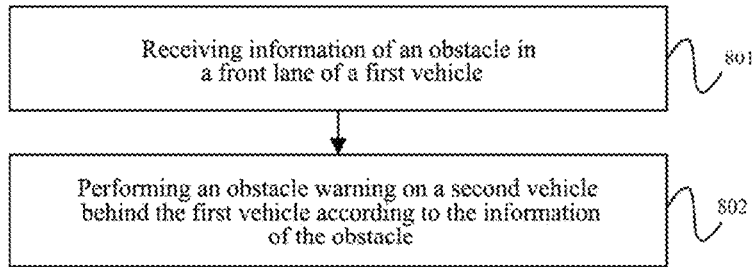 Receiving information of an obstacle in
a front lane of a first vehicle
801
Performing an obstacle warning on a second vehicle
behind the first vehicle according to the information
of the obstacle
802